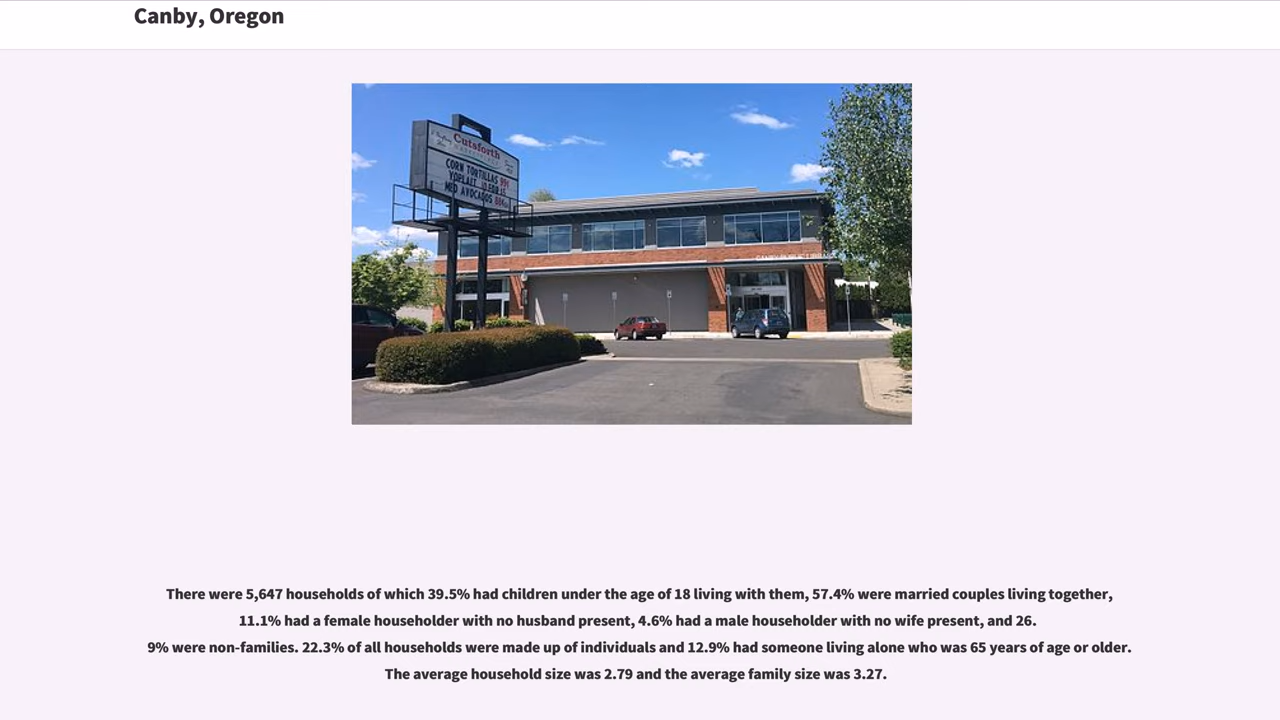 Canby, Oregon
Cutsforth
CORN TORTILLAS 99¢
YOPLAIT
MED AVOCADOS 88¢
There were 5,647 households of which 39.5% had children under the age of 18 living with them, 57.4% were married couples living together,
11.1% had a female householder with no husband present, 4.6% had a male householder with no wife present, and 26.
9% were non-families. 22.3% of all households were made up of individuals and 12.9% had someone living alone who was 65 years of age or older.
The average household size was 2.79 and the average family size was 3.27.